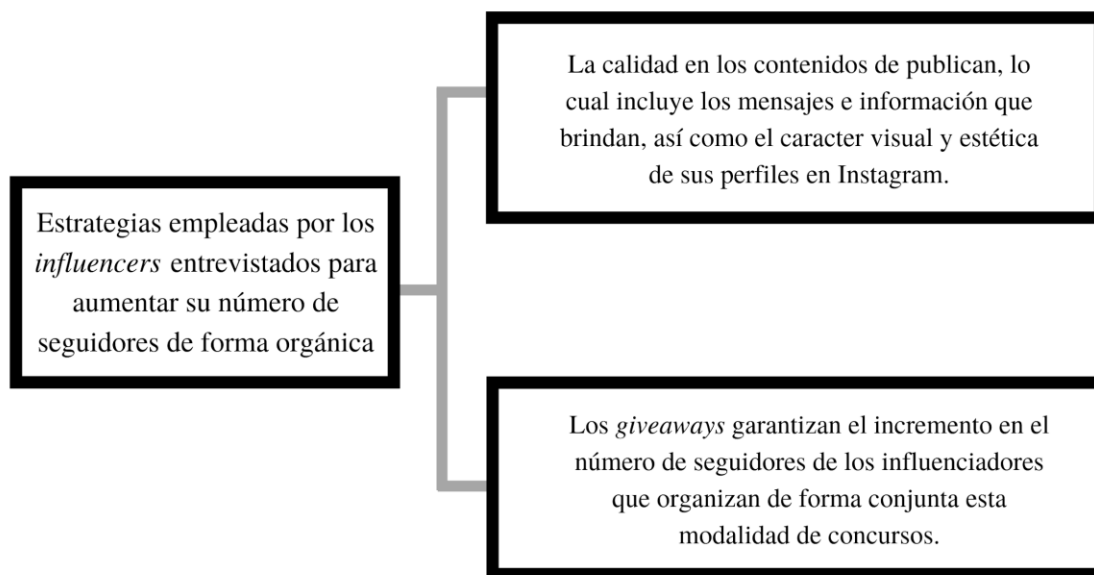 Estrategias empleadas por los
influencers entrevistados para
aumentar su número de
seguidores de forma orgánica
La calidad en los contenidos de publican, lo
cual incluye los mensajes e información que
brindan, así como el caracter visual y estética
de sus perfiles en Instagram.
Los giveaways garantizan el incremento en el
número de seguidores de los influenciadores
que organizan de forma conjunta esta
modalidad de concursos.